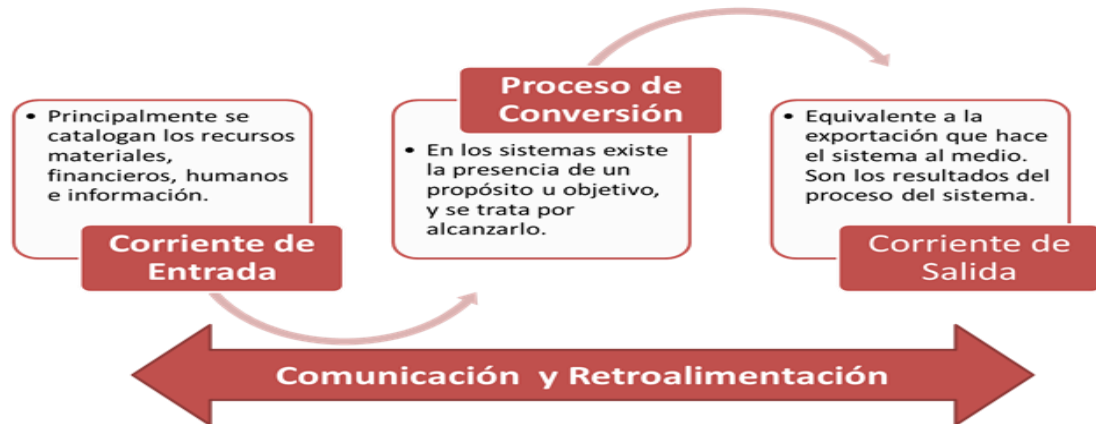 • Principalmente se
catalogan los recursos
materiales,
financieros, humanos
e información.
Corriente de
Entrada
Proceso de
Conversión
• En los sistemas existe
la presencia de un
propósito u objetivo,
y se trata por
alcanzarlo.
• Equivalente a la
exportación que hace
el sistema al medio.
Son los resultados del
proceso del sistema.
Corriente de
Salida
Comunicación y Retroalimentación